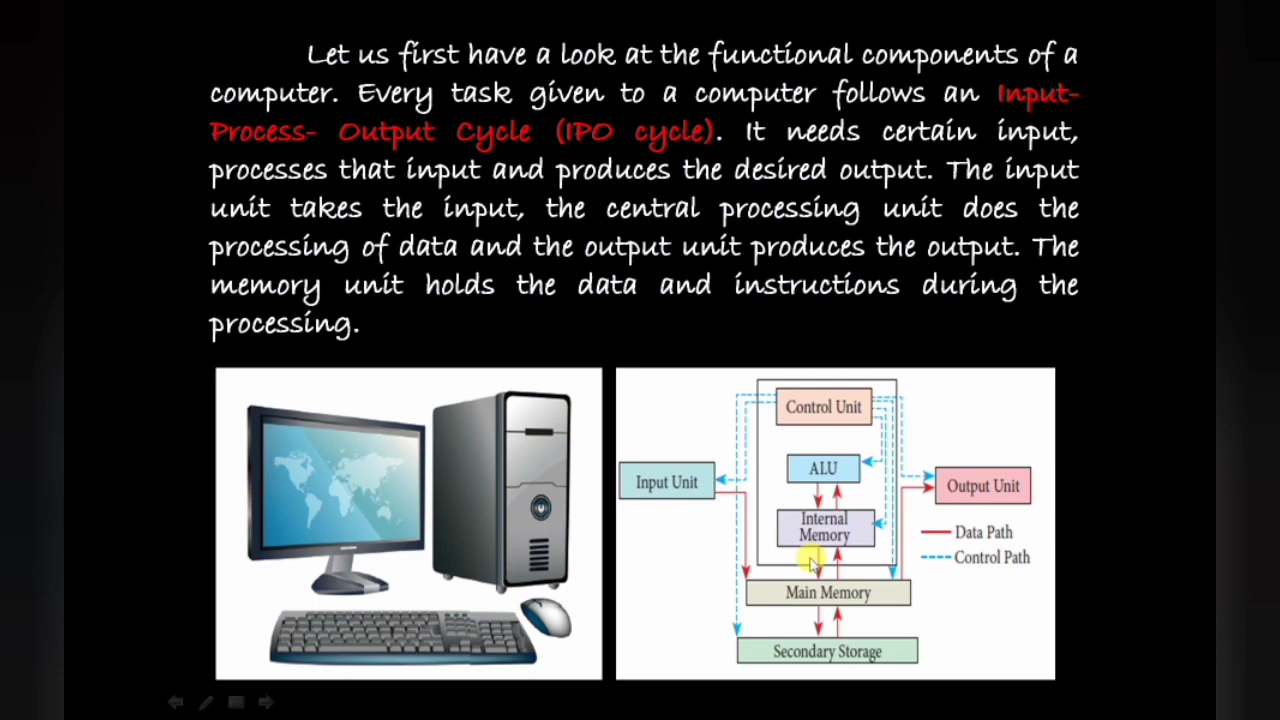 Let us first have a look at the functional components of a
computer. Every task given to a computer follows an Input-
Process- Output Cycle (IPO cycle). It needs certain input,
processes that input and produces the desired output. The input
unit takes the input, the central processing unit does the
processing of data and the output unit produces the output. The
memory unit holds the data and instructions during the
processing.
Control Unit
ALU
Input Unit
Output Unit
Internal
Memory
Data Path
Control Path
Main Memory
Secondary Storage